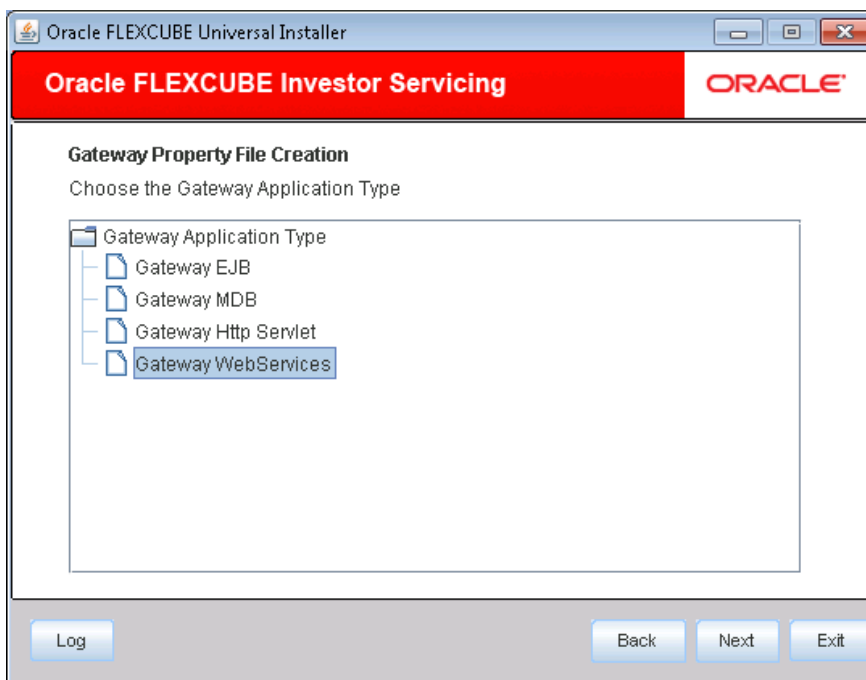 Oracle FLEXCUBE Universal Installer
Oracle FLEXCUBE Investor Servicing
ORACLE
Gateway Property File Creation
Choose the Gateway Application Type
Gateway Application Type
Gateway EJB
Gateway MDB
Gateway Http Servlet
Gateway WebServices
Log Back Next Exit